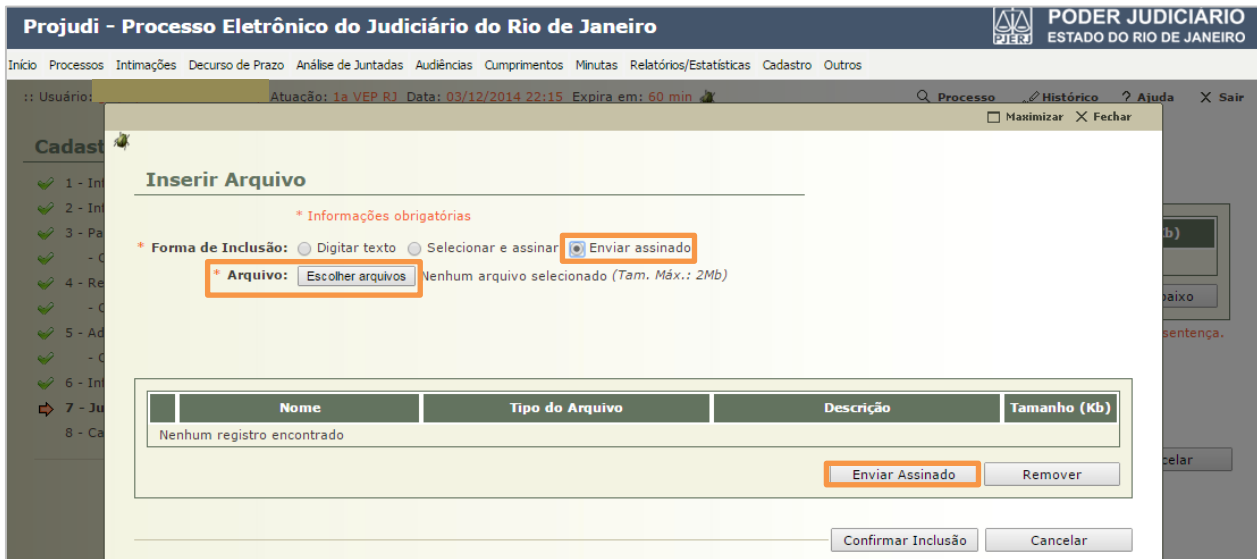 Projudi - Processo Eletrônico do Judiciário do Rio de Janeiro
PJERJ
PODER JUDICIÁRIO
ESTADO DO RIO DE JANEIRO
Início Processos Intimações Decurso de Prazo Análise de Juntadas Audiências Cumprimentos Minutas Relatórios/Estatísticas Cadastro Outros
:: Usuário: Atuação: 1a VEP RJ Data: 03/12/2014 22:15 Expira em: 60 min Processo Histórico ? Ajuda X Sair
Maximizar X Fechar
Cadast
1 - Inf
2 - Inf
3 - Pa
- C
4 - Re
- C
5 - Ad
- C
6 - Inf
7 - Ju
8 - Ca
Inserir Arquivo
* Informações obrigatórias
* Forma de Inclusão: Digitar texto Selecionar e assinar Enviar assinado
* Arquivo: Escolher arquivos Nenhum arquivo selecionado (Tam. Máx.: 2Mb)
b)
baixo
sentença.
Nome Tipo do Arquivo Descrição Tamanho (Kb)
Nenhum registro encontrado
Enviar Assinado Remover
celar
Confirmar Inclusão Cancelar